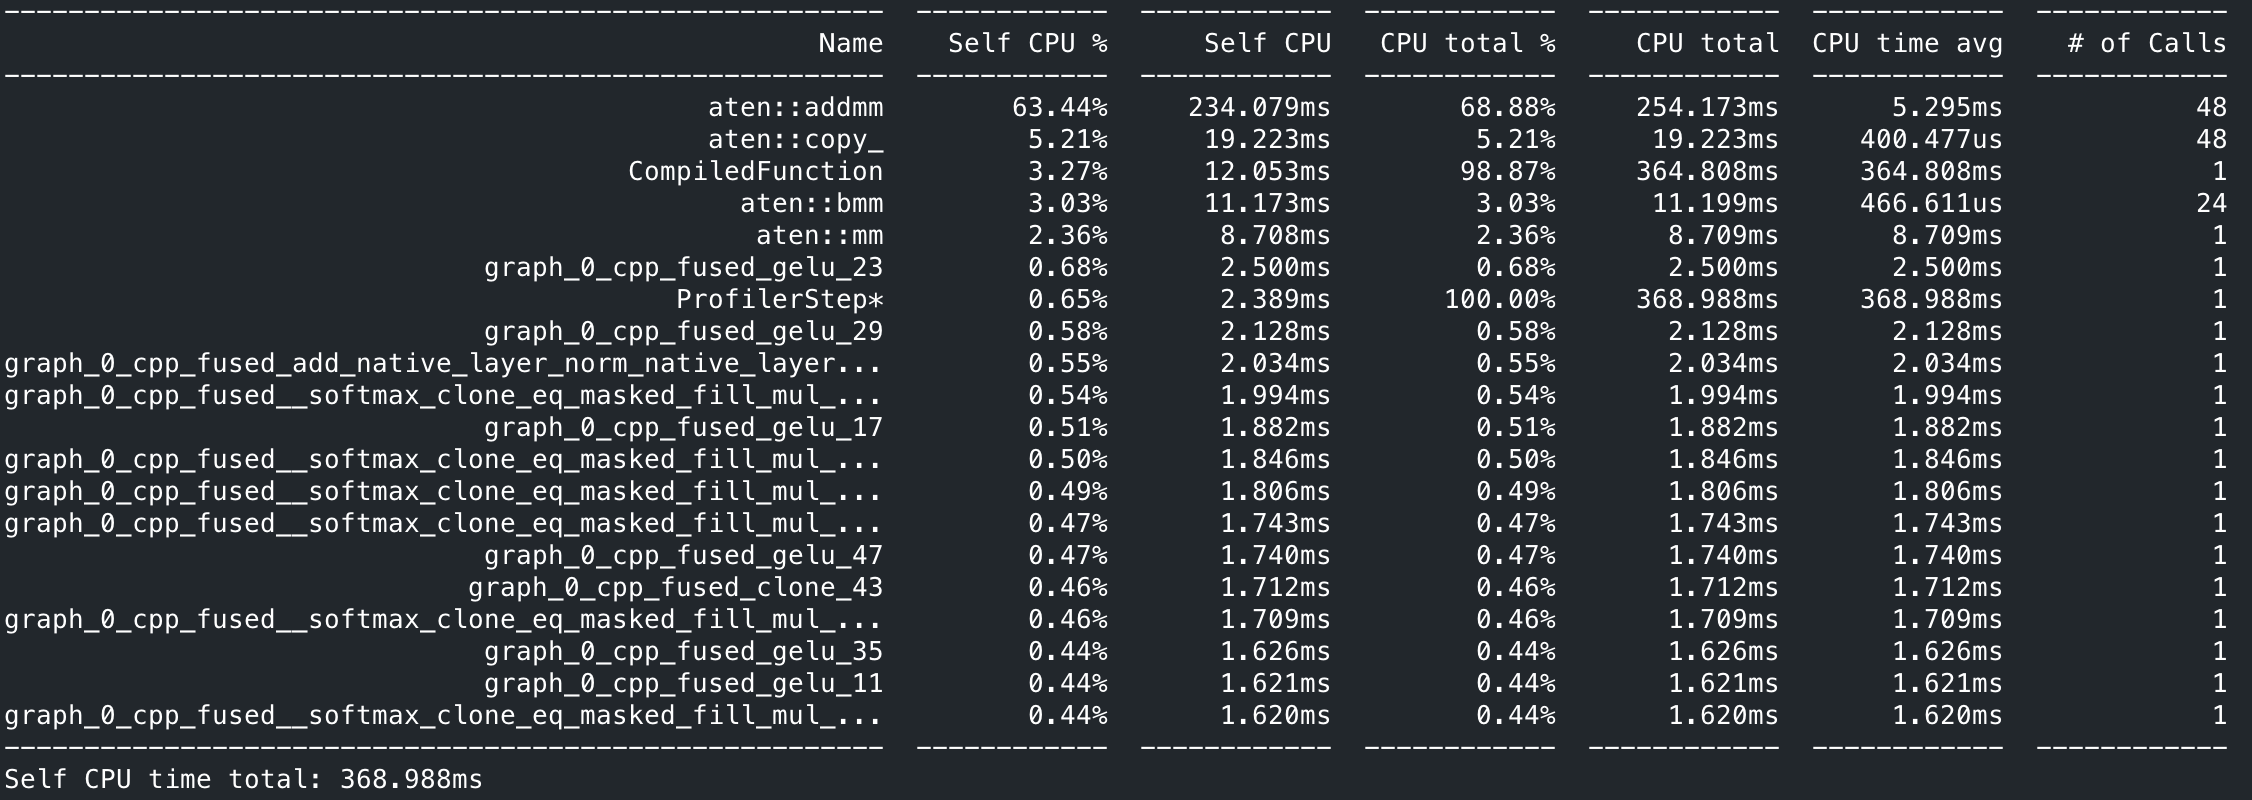 -------------------------------------------------------  ------------  ------------  ------------  ------------  ------------  ------------
Name  Self CPU %  Self CPU  CPU total %  CPU total  CPU time avg  # of Calls
-------------------------------------------------------  ------------  ------------  ------------  ------------  ------------  ------------
aten::addmm  63.44%  234.079ms  68.88%  254.173ms  5.295ms  48
aten::copy_  5.21%  19.223ms  5.21%  19.223ms  400.477us  48
CompiledFunction  3.27%  12.053ms  98.87%  364.808ms  364.808ms  1
aten::bmm  3.03%  11.173ms  3.03%  11.199ms  466.611us  24
aten::mm  2.36%  8.708ms  2.36%  8.709ms  8.709ms  1
graph_0_cpp_fused_gelu_23  0.68%  2.500ms  0.68%  2.500ms  2.500ms  1
ProfilerStep*  0.65%  2.389ms  100.00%  368.988ms  368.988ms  1
graph_0_cpp_fused_gelu_29  0.58%  2.128ms  0.58%  2.128ms  2.128ms  1
graph_0_cpp_fused_add_native_layer_norm_native_layer...  0.55%  2.034ms  0.55%  2.034ms  2.034ms  1
graph_0_cpp_fused__softmax_clone_eq_masked_fill_mul_...  0.54%  1.994ms  0.54%  1.994ms  1.994ms  1
graph_0_cpp_fused_gelu_17  0.51%  1.882ms  0.51%  1.882ms  1.882ms  1
graph_0_cpp_fused__softmax_clone_eq_masked_fill_mul_...  0.50%  1.846ms  0.50%  1.846ms  1.846ms  1
graph_0_cpp_fused__softmax_clone_eq_masked_fill_mul_...  0.49%  1.806ms  0.49%  1.806ms  1.806ms  1
graph_0_cpp_fused__softmax_clone_eq_masked_fill_mul_...  0.47%  1.743ms  0.47%  1.743ms  1.743ms  1
graph_0_cpp_fused_gelu_47  0.47%  1.740ms  0.47%  1.740ms  1.740ms  1
graph_0_cpp_fused_clone_43  0.46%  1.712ms  0.46%  1.712ms  1.712ms  1
graph_0_cpp_fused__softmax_clone_eq_masked_fill_mul_...  0.46%  1.709ms  0.46%  1.709ms  1.709ms  1
graph_0_cpp_fused_gelu_35  0.44%  1.626ms  0.44%  1.626ms  1.626ms  1
graph_0_cpp_fused_gelu_11  0.44%  1.621ms  0.44%  1.621ms  1.621ms  1
graph_0_cpp_fused__softmax_clone_eq_masked_fill_mul_...  0.44%  1.620ms  0.44%  1.620ms  1.620ms  1
-------------------------------------------------------  ------------  ------------  ------------  ------------  ------------  ------------
Self CPU time total: 368.988ms